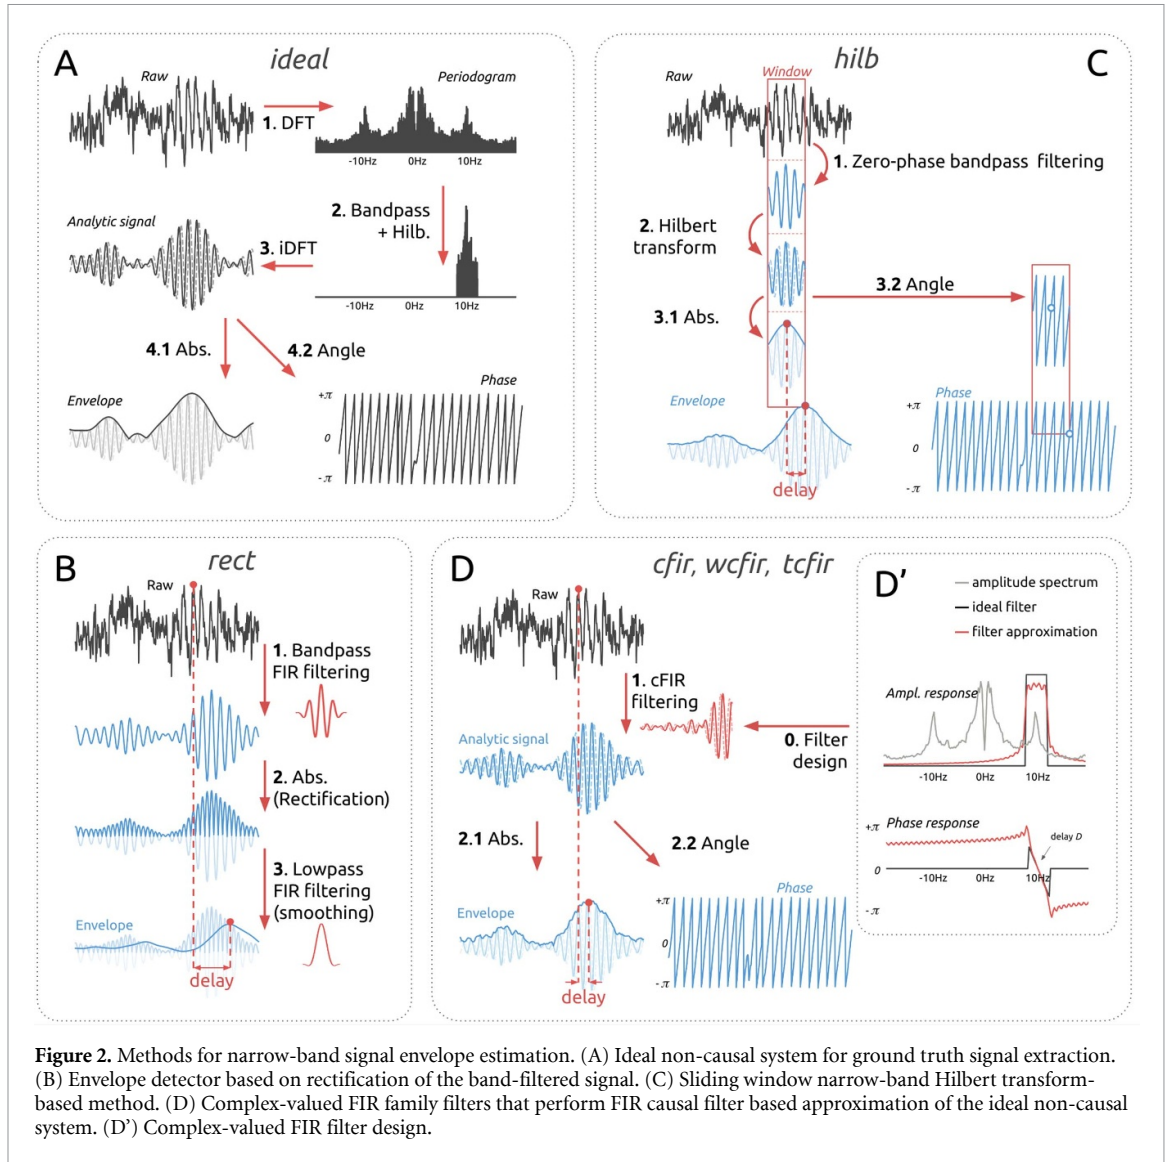 A
ideal
Raw
1. DFT
Periodogram
-10Hz 0Hz 10Hz
2. Bandpass
+ Hilb.
Analytic signal
3. iDFT
-10Hz 0Hz 10Hz
4.1 Abs.
4.2 Angle
Envelope
Phase
+π
0
-π
hilb
C
Raw
Window
1. Zero-phase bandpass filtering
2. Hilbert
transform
3.1 Abs.
3.2 Angle
Envelope
delay
Phase
+π
0
-π
B
rect
Raw
1. Bandpass
FIR filtering
2. Abs.
(Rectification)
3. Lowpass
FIR filtering
(smoothing)
Envelope
delay
D
cfir, wcfir, tcfir
Raw
1. cFIR
filtering
0. Filter
design
Analytic signal
2.1 Abs.
2.2 Angle
Envelope
delay
Phase
+π
0
-π
D'
amplitude spectrum
ideal filter
filter approximation
Ampl. response
-10Hz 0Hz 10Hz
Phase response
+π
0
-π
delay D
-10Hz 0Hz 10Hz
Figure 2. Methods for narrow-band signal envelope estimation. (A) Ideal non-causal system for ground truth signal extraction.
(B) Envelope detector based on rectification of the band-filtered signal. (C) Sliding window narrow-band Hilbert transform-
based method. (D) Complex-valued FIR family filters that perform FIR causal filter based approximation of the ideal non-causal
system. (D') Complex-valued FIR filter design.